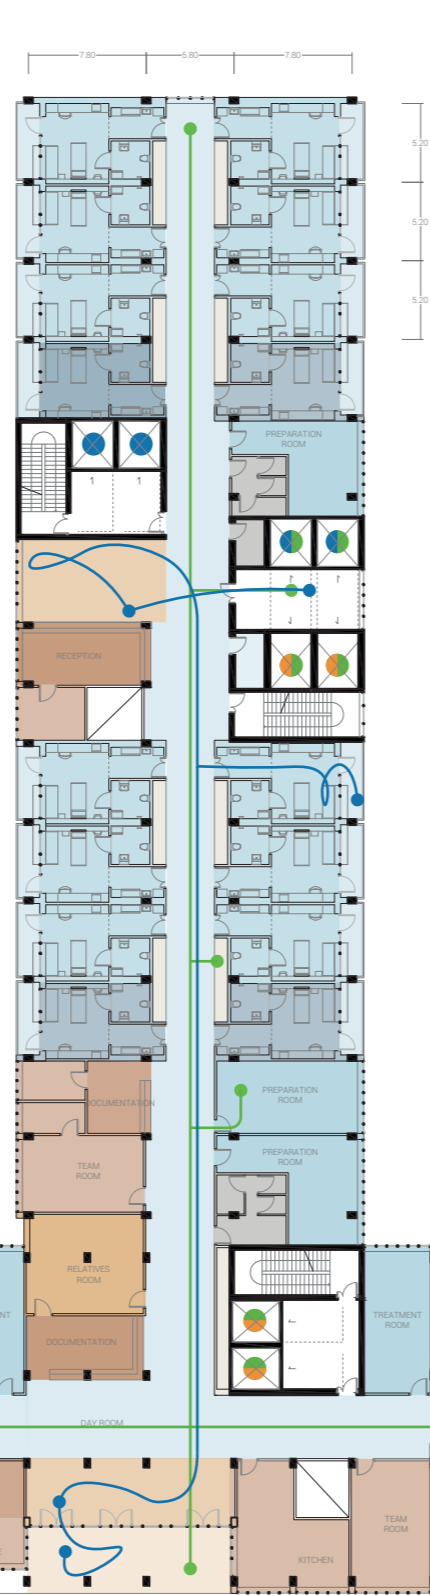 7.80
5.80
7.80
5.20
5.20
5.20
PREPARATION
ROOM
RECEPTION
DOCUMENTATION
PREPARATION
ROOM
TEAM
ROOM
PREPARATION
ROOM
RELATIVES
ROOM
NT
TREATMENT
ROOM
DOCUMENTATION
DAY ROOM
TEAM
ROOM
KITCHEN